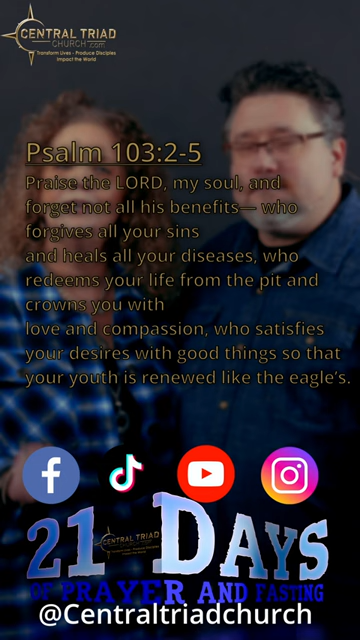 CENTRAL TRIAD
CHURCH.com
Transform Lives - Produce Disciples
Impact the World
Psalm 103:2-5
Praise the LORD, my soul, and
forget not all his benefits— who
forgives all your sins
and heals all your diseases, who
redeems your life from the pit and
crowns you with
love and compassion, who satisfies
your desires with good things so that
your youth is renewed like the eagle's.
21 DAYS
CENTRAL TRIAD
OF PRAYER AND FASTING
@Centraltriadchurch